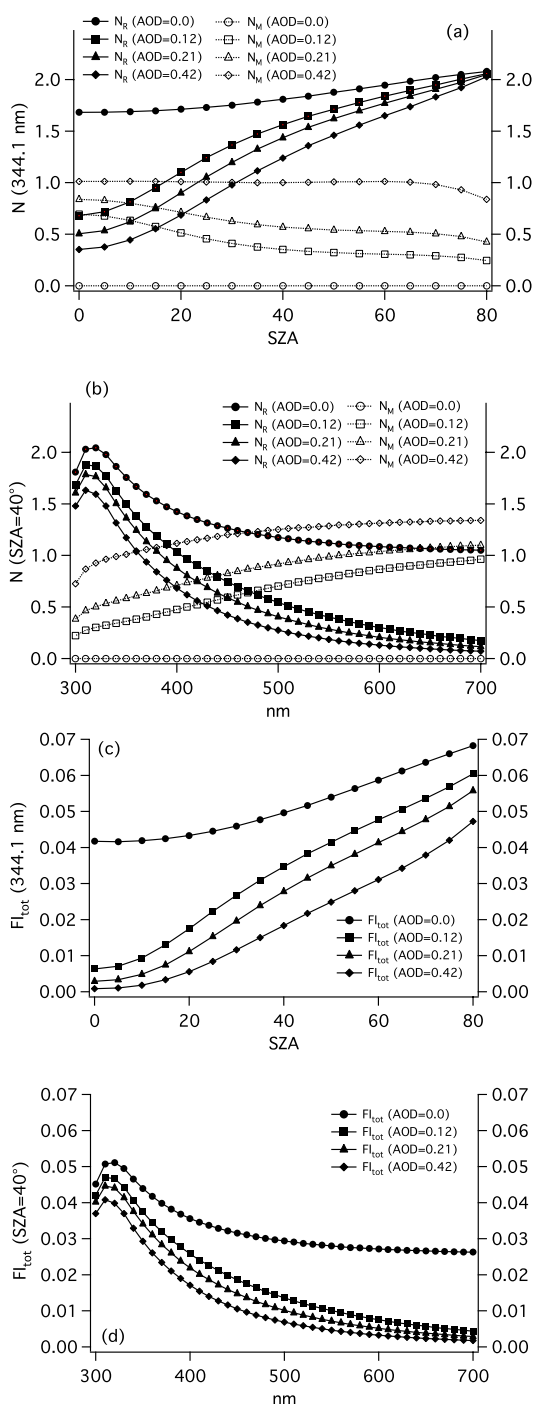 N_R (AOD=0.0) N_M (AOD=0.0)
N_R (AOD=0.12) N_M (AOD=0.12)
N_R (AOD=0.21) N_M (AOD=0.21)
N_R (AOD=0.42) N_M (AOD=0.42)
(a)
2.0 2.0
1.5 1.5
1.0 1.0
0.5 0.5
0.0 0.0
N (344.1 nm)
0 20 40 60 80
SZA
(b)
N_R (AOD=0.0) N_M (AOD=0.0)
N_R (AOD=0.12) N_M (AOD=0.12)
N_R (AOD=0.21) N_M (AOD=0.21)
N_R (AOD=0.42) N_M (AOD=0.42)
2.0 2.0
1.5 1.5
1.0 1.0
0.5 0.5
0.0 0.0
N (SZA=40°)
300 400 500 600 700
nm
(c)
0.07 0.07
0.06 0.06
0.05 0.05
0.04 0.04
0.03 0.03
0.02 0.02
0.01 0.01
0.00 0.00
FI_tot (344.1 nm)
FI_tot (AOD=0.0)
FI_tot (AOD=0.12)
FI_tot (AOD=0.21)
FI_tot (AOD=0.42)
0 20 40 60 80
SZA
0.07 0.07
0.06 0.06
0.05 0.05
0.04 0.04
0.03 0.03
0.02 0.02
0.01 0.01
0.00 0.00
FI_tot (SZA=40°)
FI_tot (AOD=0.0)
FI_tot (AOD=0.12)
FI_tot (AOD=0.21)
FI_tot (AOD=0.42)
(d)
300 400 500 600 700
nm